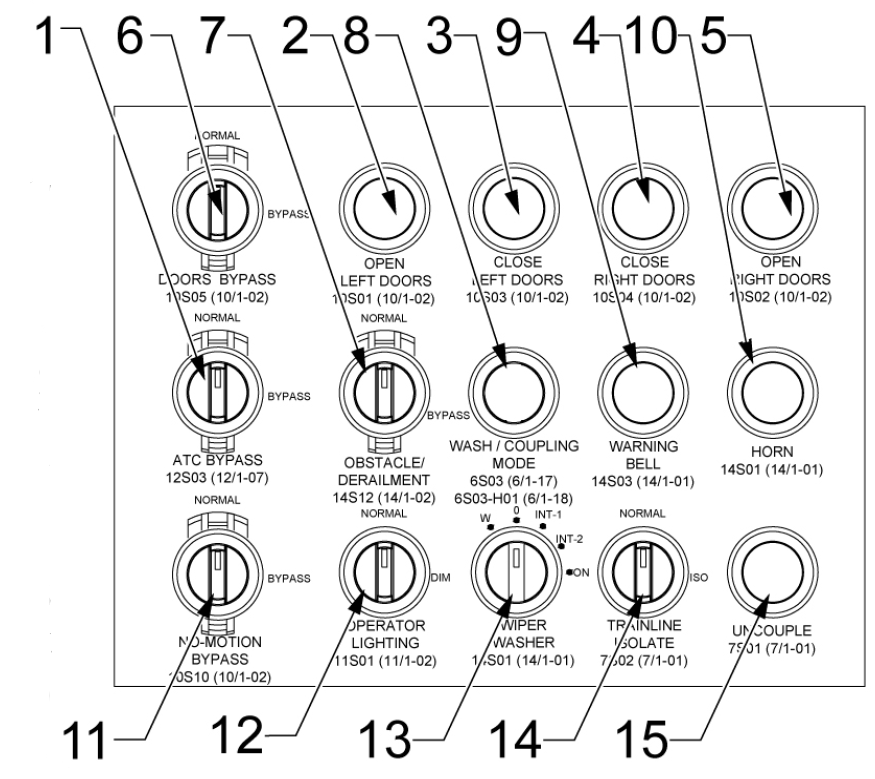 1 6 7 2 8 3 9 4 10 5
NORMAL
BYPASS
DOORS BYPASS
10S05 (10/1-02)
OPEN
LEFT DOORS
10S01 (10/1-02)
CLOSE
LEFT DOORS
10S03 (10/1-02)
CLOSE
RIGHT DOORS
10S04 (10/1-02)
OPEN
RIGHT DOORS
10S02 (10/1-02)
NORMAL
BYPASS
ATC BYPASS
12S03 (12/1-07)
NORMAL
BYPASS
OBSTACLE/
DERAILMENT
14S12 (14/1-02)
WASH / COUPLING
MODE
6S03 (6/1-17)
6S03-H01 (6/1-18)
WARNING
BELL
14S03 (14/1-01)
HORN
14S01 (14/1-01)
NORMAL
BYPASS
NO-MOTION
BYPASS
10S10 (10/1-02)
NORMAL
DIM
OPERATOR
LIGHTING
11S01 (11/1-02)
W 0 INT-1
INT-2
ON
WIPER
WASHER
14S01 (14/1-01)
NORMAL
ISO
TRAINLINE
ISOLATE
7S02 (7/1-01)
UNCOUPLE
7S01 (7/1-01)
11 12 13 14 15